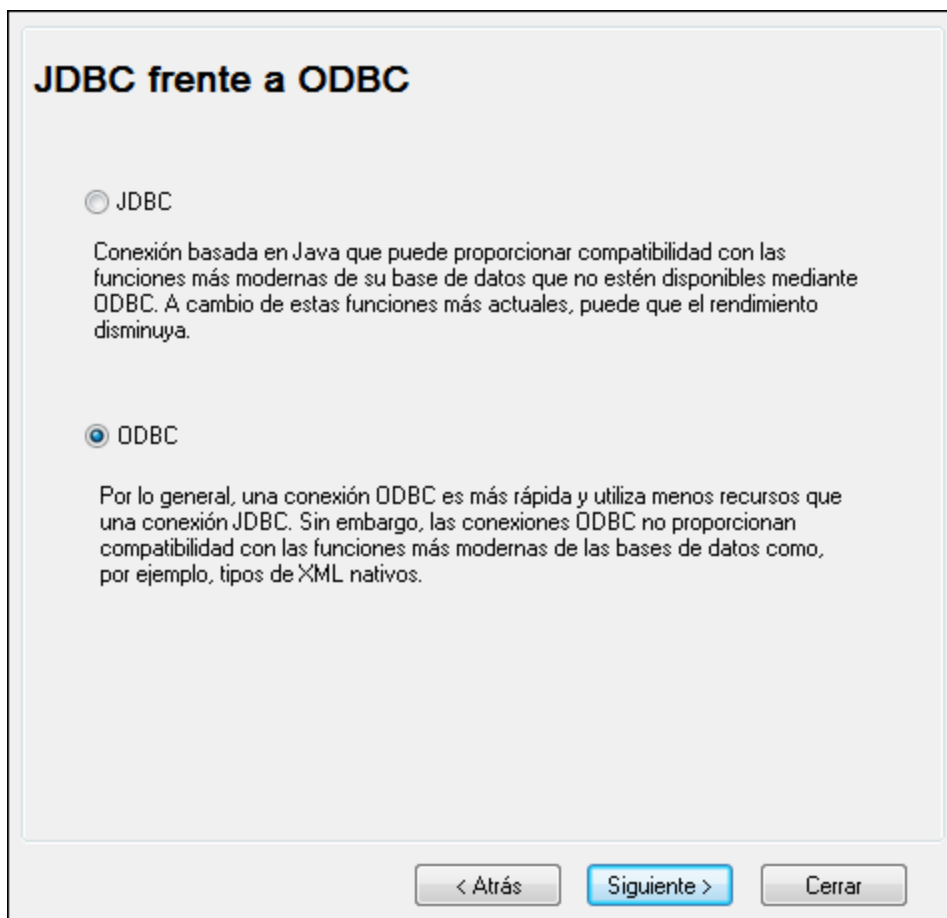 JDBC frente a ODBC
JDBC
Conexión basada en Java que puede proporcionar compatibilidad con las
funciones más modernas de su base de datos que no estén disponibles mediante
ODBC. A cambio de estas funciones más actuales, puede que el rendimiento
disminuya.
ODBC
Por lo general, una conexión ODBC es más rápida y utiliza menos recursos que
una conexión JDBC. Sin embargo, las conexiones ODBC no proporcionan
compatibilidad con las funciones más modernas de las bases de datos como,
por ejemplo, tipos de XML nativos.
< Atrás
Siguiente >
Cerrar